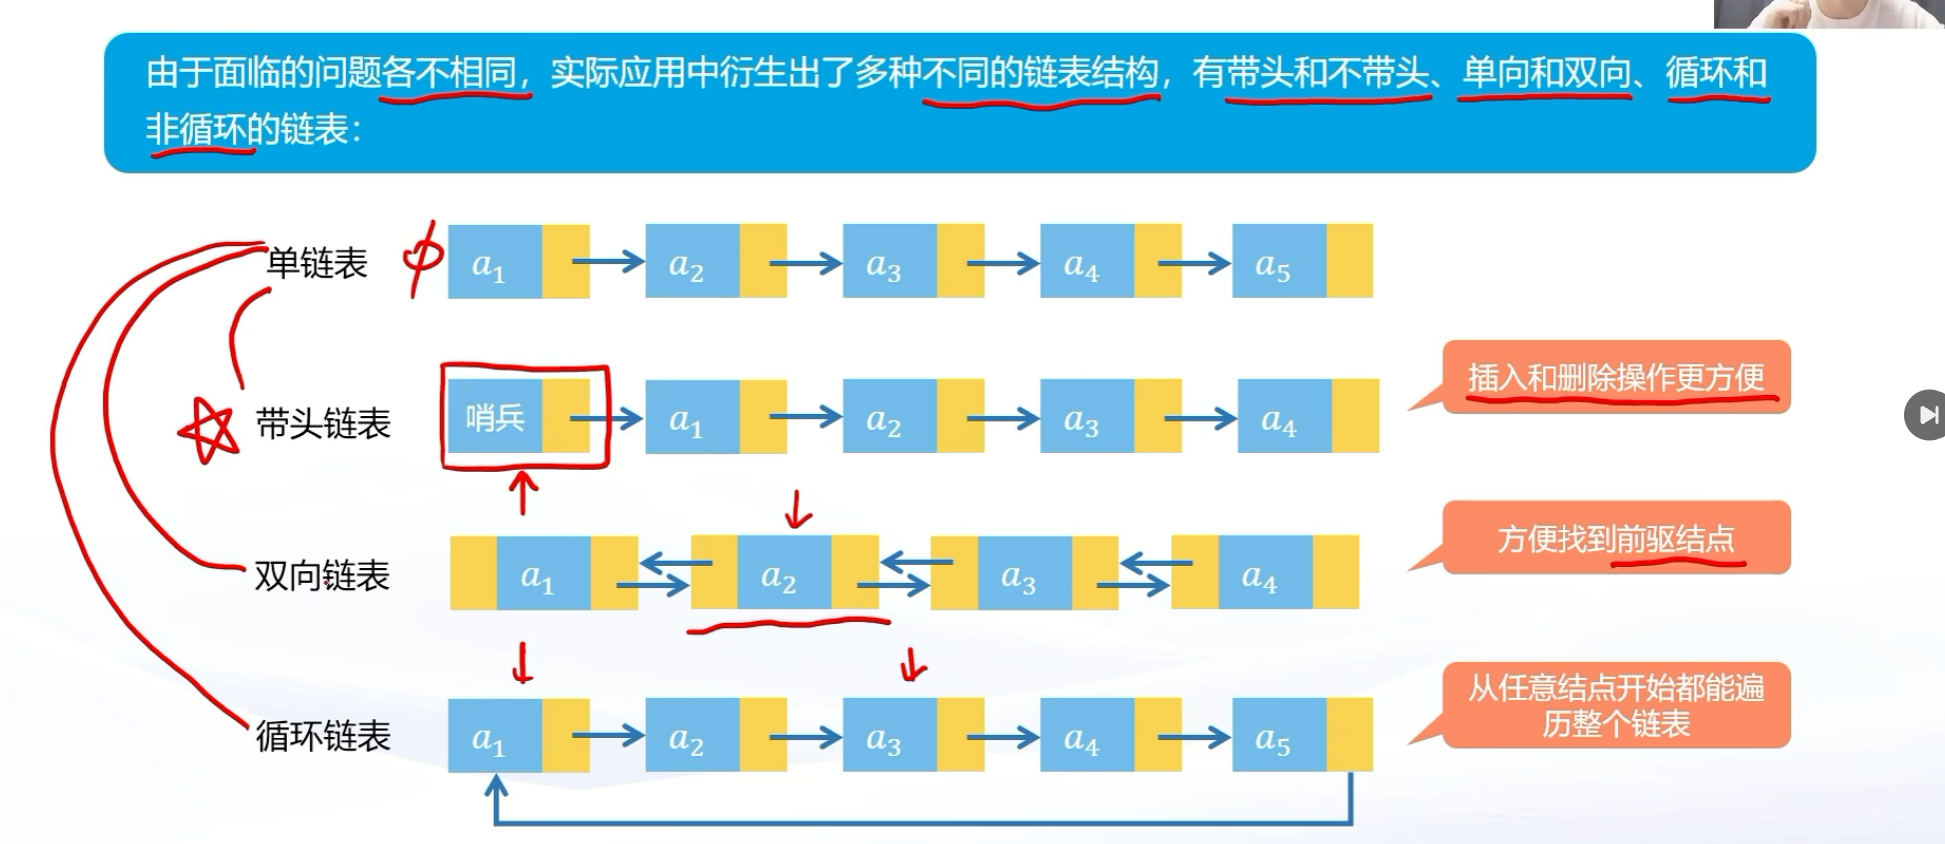 由于面临的问题各不相同，实际应用中衍生出了多种不同的链表结构，有带头和不带头、单向和双向、循环和
非循环的链表：
单链表
a₁ a₂ a₃ a₄ a₅
带头链表
哨兵 a₁ a₂ a₃ a₄
插入和删除操作更方便
双向链表
a₁ a₂ a₃ a₄
方便找到前驱结点
循环链表
a₁ a₂ a₃ a₄ a₅
从任意结点开始都能遍
历整个链表